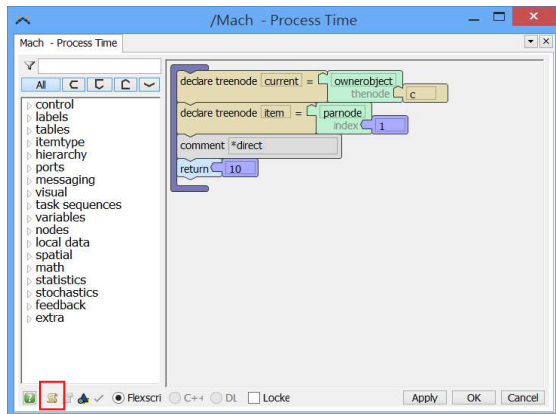 /Mach - Process Time
Mach - Process Time
All
control
labels
tables
itemtype
hierarchy
ports
messaging
visual
task sequences
variables
nodes
local data
spatial
math
statistics
stochastics
feedback
extra
declare treenode current = ownerobject
thenode c
declare treenode item = parnode
index 1
comment *direct
return 10
Flexscri C++ DL Locke Apply OK Cancel